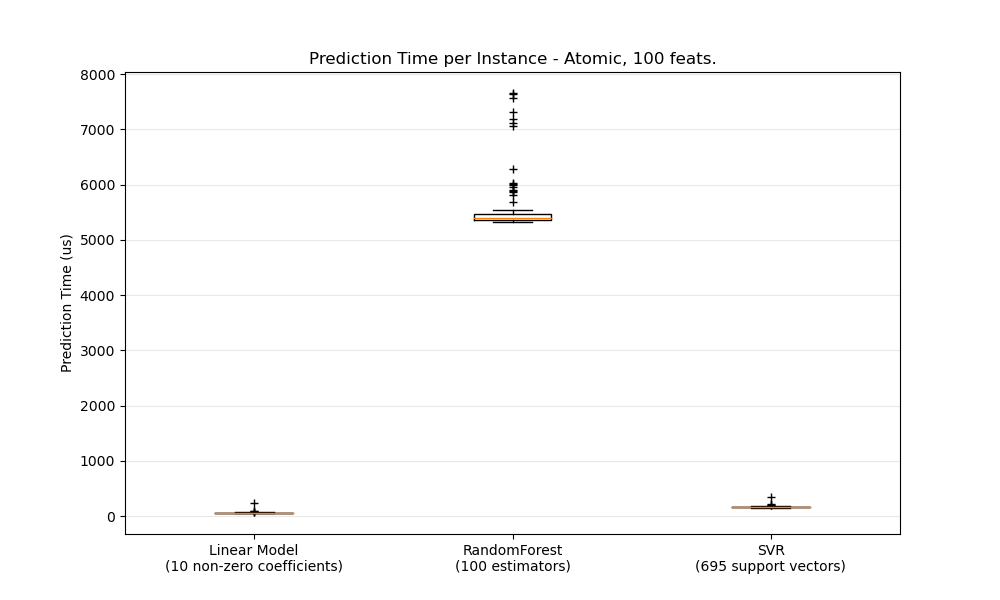 Prediction Time per Instance - Atomic, 100 feats.
Prediction Time (us)
8000
7000
6000
5000
4000
3000
2000
1000
0
Linear Model
(10 non-zero coefficients)
RandomForest
(100 estimators)
SVR
(695 support vectors)